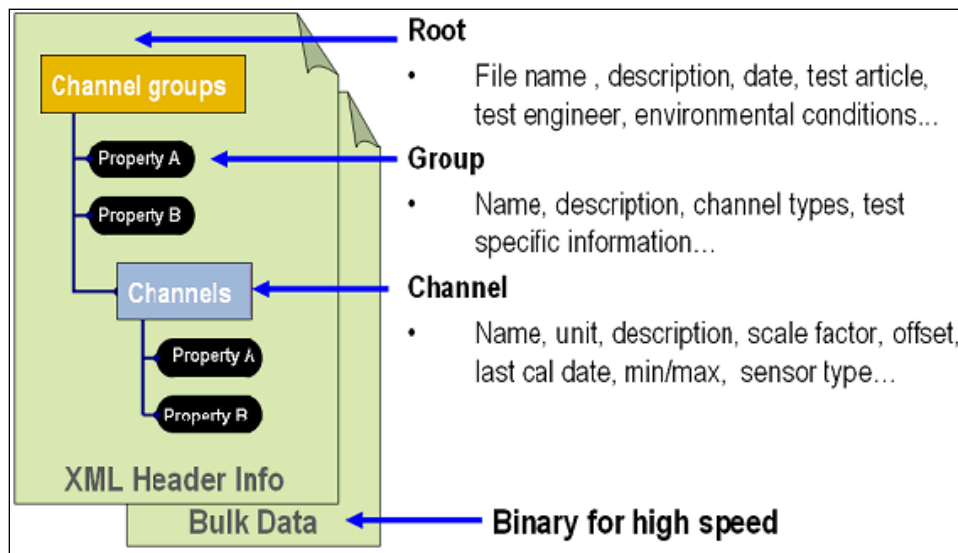 Root
Channel groups
• File name , description, date, test article,
test engineer, environmental conditions...
Property A
Group
Property B
• Name, description, channel types, test
specific information...
Channels
Channel
Property A
• Name, unit, description, scale factor, offset,
last cal date, min/max, sensor type...
Property B
XML Header Info
Bulk Data
Binary for high speed